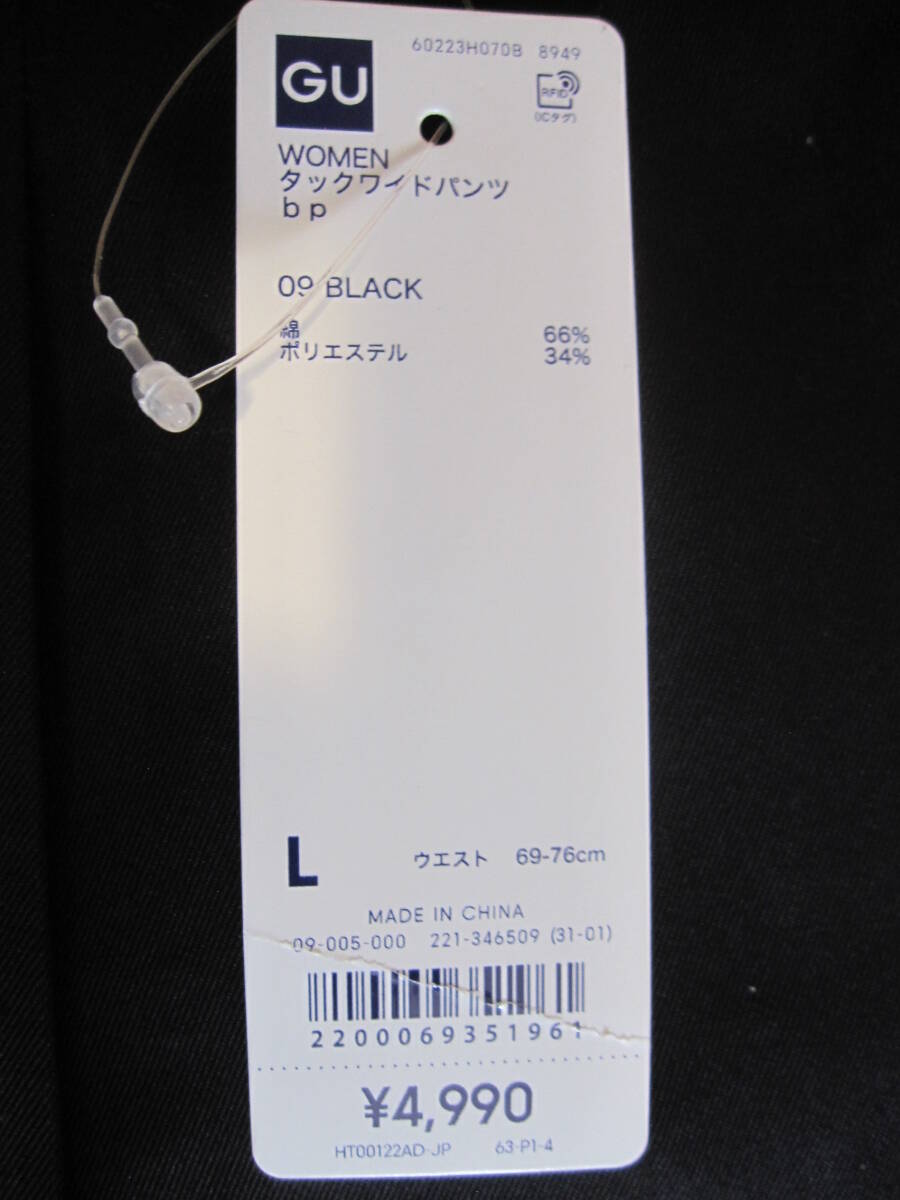 60223H070B 8949
GU
RFID
(ICタグ)
WOMEN
タックワイドパンツ
bp
09 BLACK
綿 66%
ポリエステル 34%
L ウエスト 69-76cm
MADE IN CHINA
09-005-000 221-346509 (31-01)
2200069351961
¥4,990
HT00122AD-JP 63-P1-4